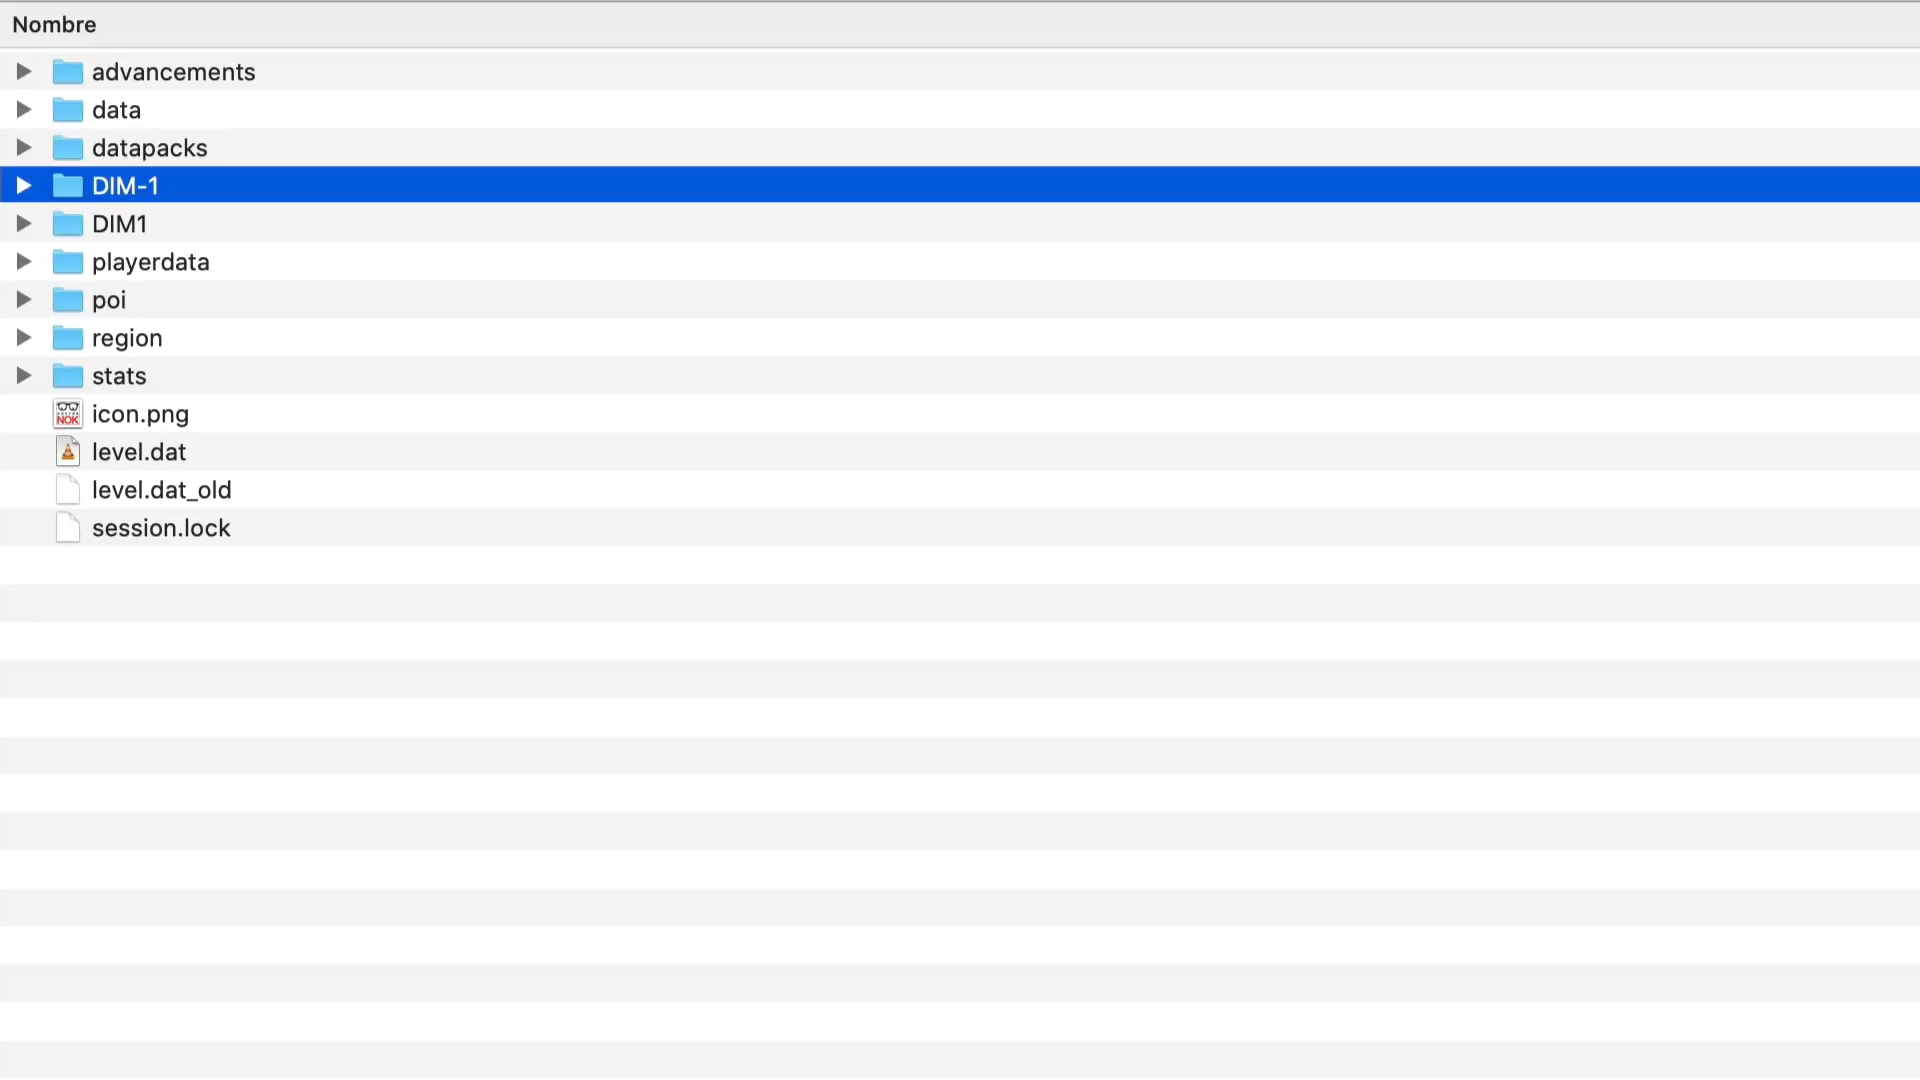 Nombre
advancements
data
datapacks
DIM-1
DIM1
playerdata
poi
region
stats
NOK
icon.png
level.dat
level.dat_old
session.lock